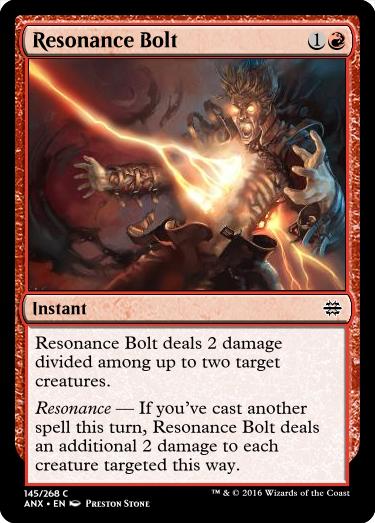 Resonance Bolt 1
Instant
Resonance Bolt deals 2 damage
divided among up to two target
creatures.
Resonance — If you've cast another
spell this turn, Resonance Bolt deals
an additional 2 damage to each
creature targeted this way.
145/268 C
ANX • EN Preston Stone
™ & © 2016 Wizards of the Coast